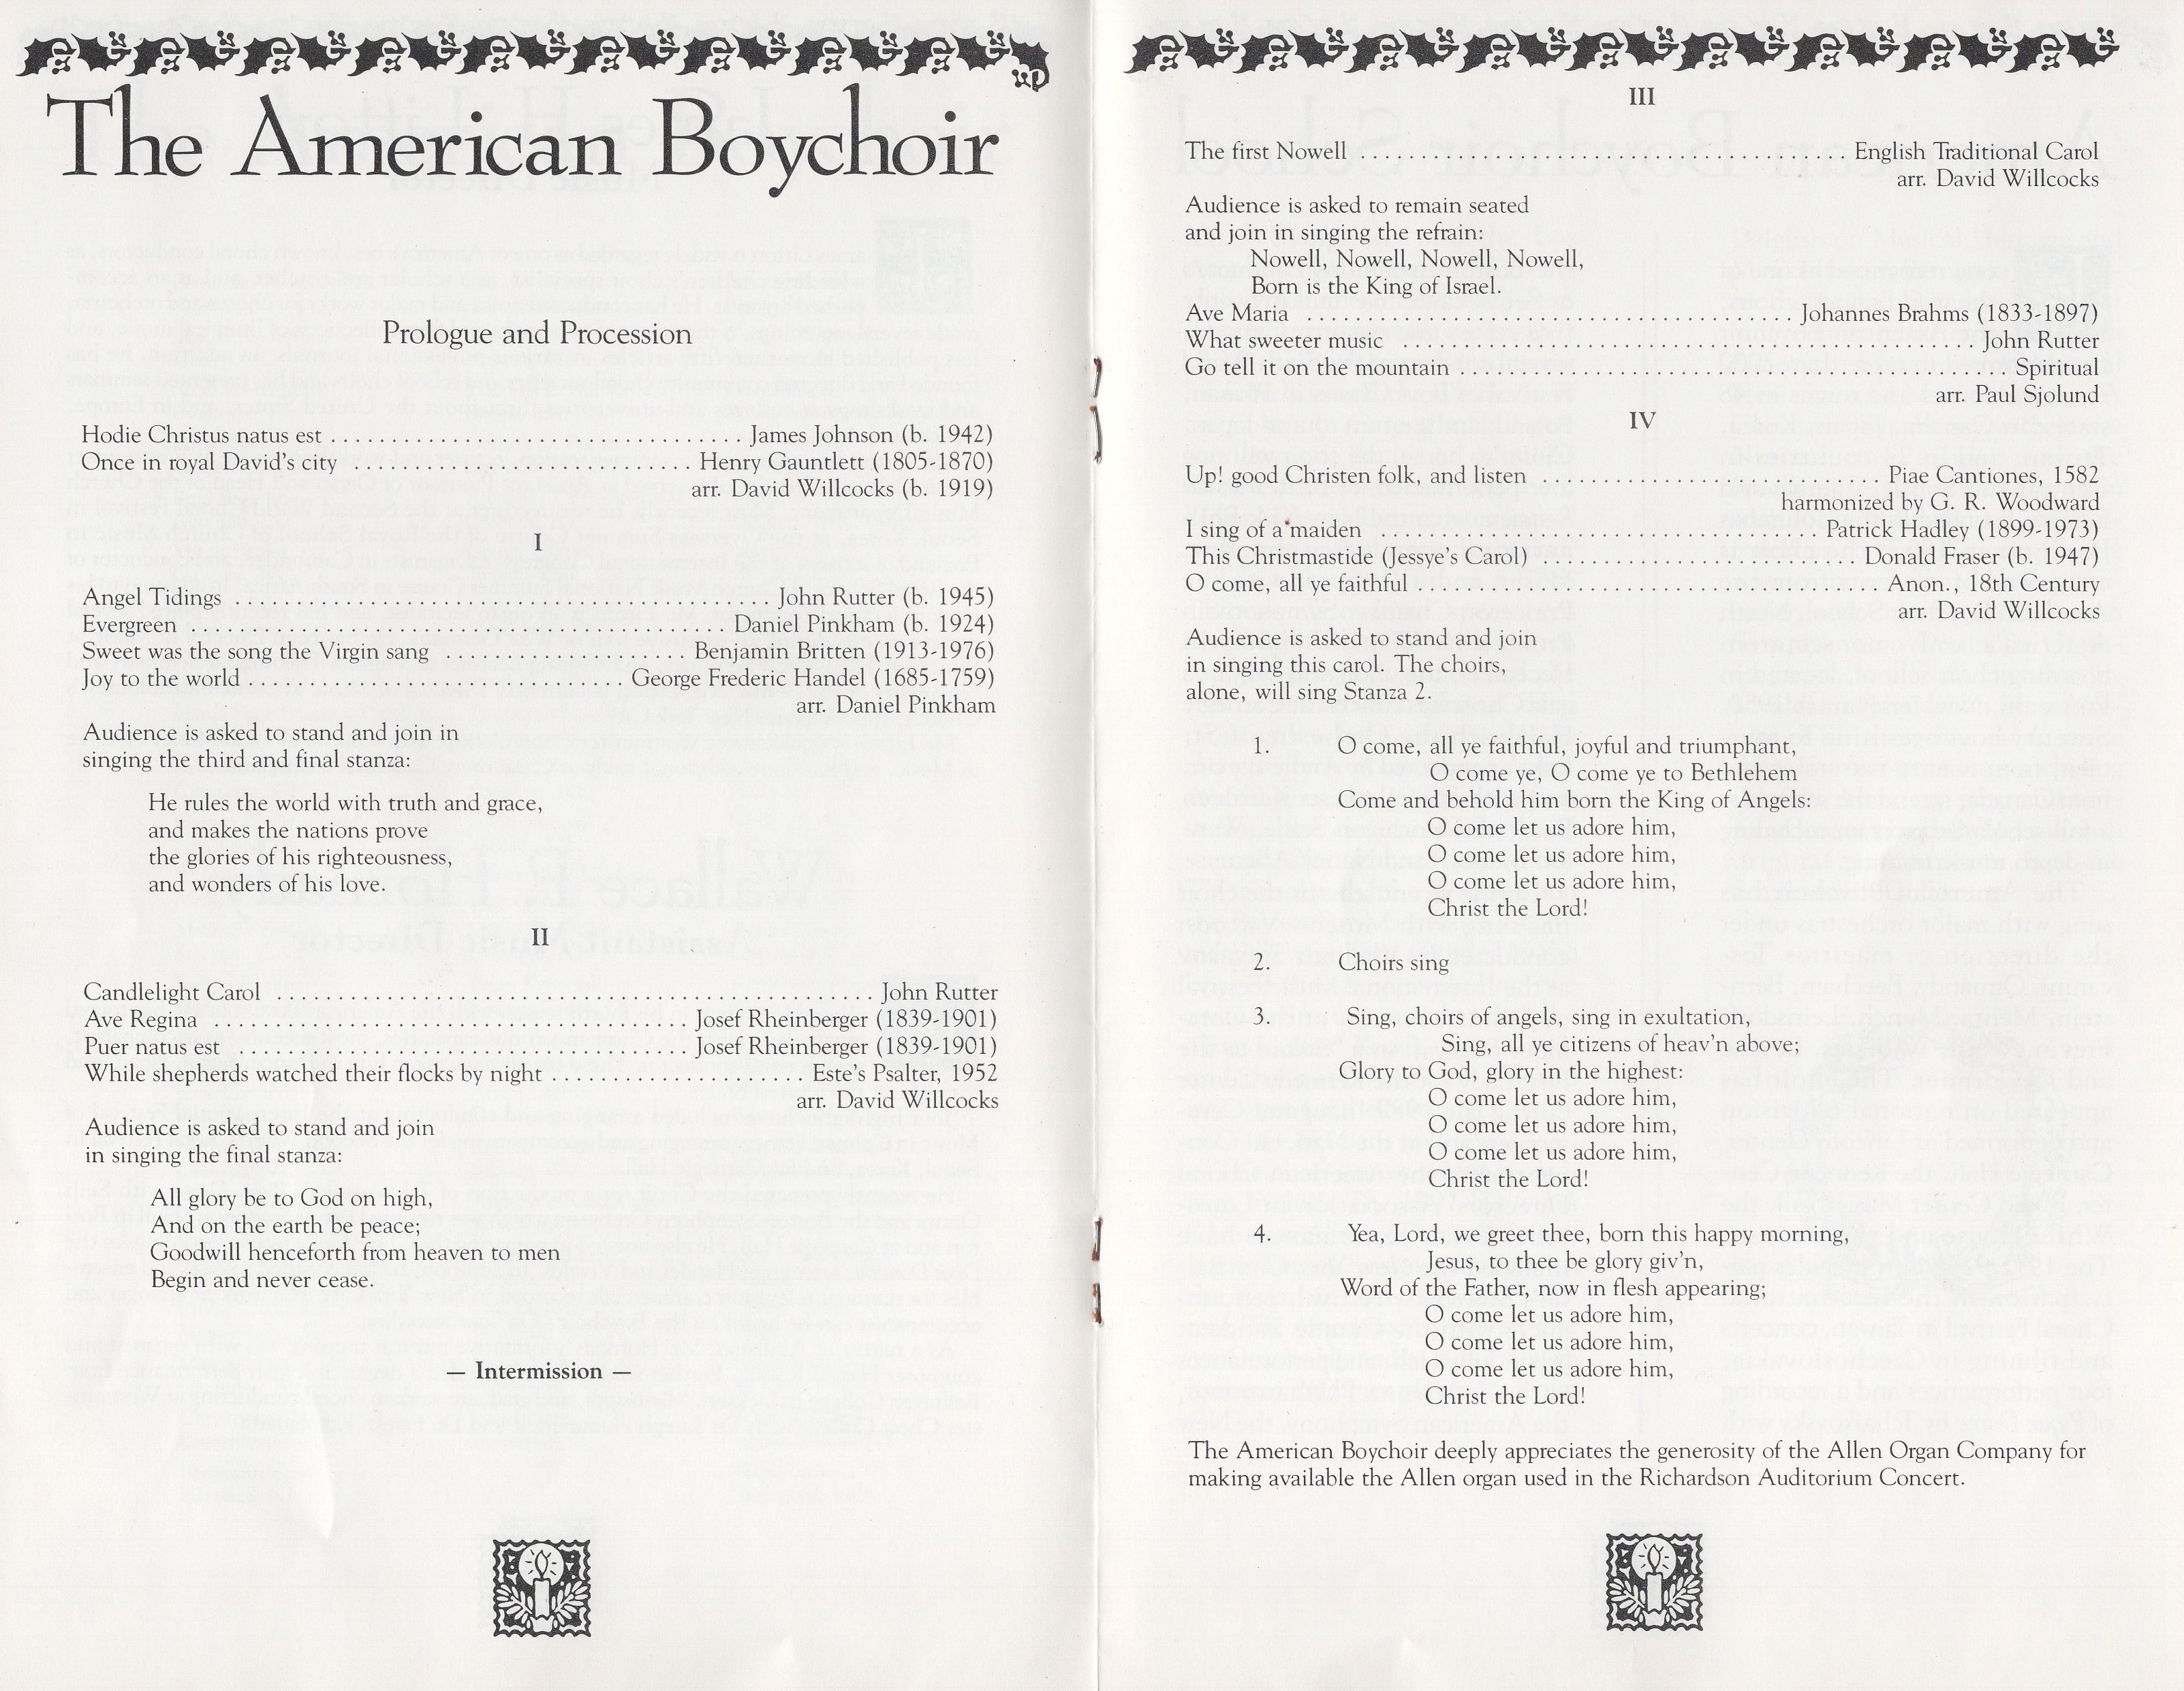 The American Boychoir
Prologue and Procession
Hodie Christus natus est . . . . . . . . . . . . . . . . . . . . . . . . . . . . . . . . . . James Johnson (b. 1942)
Once in royal David's city . . . . . . . . . . . . . . . . . . . . . . . . . . . . Henry Gauntlett (1805-1870)
arr. David Willcocks (b. 1919)
I
Angel Tidings . . . . . . . . . . . . . . . . . . . . . . . . . . . . . . . . . . . . . . . . . . . . John Rutter (b. 1945)
Evergreen . . . . . . . . . . . . . . . . . . . . . . . . . . . . . . . . . . . . . . . . . . . . Daniel Pinkham (b. 1924)
Sweet was the song the Virgin sang . . . . . . . . . . . . . . . . . . . . Benjamin Britten (1913-1976)
Joy to the world . . . . . . . . . . . . . . . . . . . . . . . . . . . . . . . George Frederic Handel (1685-1759)
arr. Daniel Pinkham
Audience is asked to stand and join in
singing the third and final stanza:
He rules the world with truth and grace,
and makes the nations prove
the glories of his righteousness,
and wonders of his love.
II
Candlelight Carol . . . . . . . . . . . . . . . . . . . . . . . . . . . . . . . . . . . . . . . . . . . . . . . . . John Rutter
Ave Regina . . . . . . . . . . . . . . . . . . . . . . . . . . . . . . . . . . . . . . . Josef Rheinberger (1839-1901)
Puer natus est . . . . . . . . . . . . . . . . . . . . . . . . . . . . . . . . . . . . . Josef Rheinberger (1839-1901)
While shepherds watched their flocks by night . . . . . . . . . . . . . . . . . . . . . Este's Psalter, 1952
arr. David Willcocks
Audience is asked to stand and join
in singing the final stanza:
All glory be to God on high,
And on the earth be peace;
Goodwill henceforth from heaven to men
Begin and never cease.
— Intermission —
III
The first Nowell . . . . . . . . . . . . . . . . . . . . . . . . . . . . . . . . . . . . . . . . English Traditional Carol
arr. David Willcocks
Audience is asked to remain seated
and join in singing the refrain:
Nowell, Nowell, Nowell, Nowell,
Born is the King of Israel.
Ave Maria . . . . . . . . . . . . . . . . . . . . . . . . . . . . . . . . . . . . . . . . Johannes Brahms (1833-1897)
What sweeter music . . . . . . . . . . . . . . . . . . . . . . . . . . . . . . . . . . . . . . . . . . . . . . . John Rutter
Go tell it on the mountain . . . . . . . . . . . . . . . . . . . . . . . . . . . . . . . . . . . . . . . . . . . . . Spiritual
arr. Paul Sjolund
IV
Up! good Christen folk, and listen . . . . . . . . . . . . . . . . . . . . . . . . . . . . Piae Cantiones, 1582
harmonized by G. R. Woodward
I sing of a maiden . . . . . . . . . . . . . . . . . . . . . . . . . . . . . . . . . . . . Patrick Hadley (1899-1973)
This Christmastide (Jessye's Carol) . . . . . . . . . . . . . . . . . . . . . . . . . . Donald Fraser (b. 1947)
O come, all ye faithful . . . . . . . . . . . . . . . . . . . . . . . . . . . . . . . . . . . . . . Anon., 18th Century
arr. David Willcocks
Audience is asked to stand and join
in singing this carol. The choirs,
alone, will sing Stanza 2.
1. O come, all ye faithful, joyful and triumphant,
O come ye, O come ye to Bethlehem
Come and behold him born the King of Angels:
O come let us adore him,
O come let us adore him,
O come let us adore him,
Christ the Lord!
2. Choirs sing
3. Sing, choirs of angels, sing in exultation,
Sing, all ye citizens of heav'n above;
Glory to God, glory in the highest:
O come let us adore him,
O come let us adore him,
O come let us adore him,
Christ the Lord!
4. Yea, Lord, we greet thee, born this happy morning,
Jesus, to thee be glory giv'n,
Word of the Father, now in flesh appearing;
O come let us adore him,
O come let us adore him,
O come let us adore him,
Christ the Lord!
The American Boychoir deeply appreciates the generosity of the Allen Organ Company for
making available the Allen organ used in the Richardson Auditorium Concert.